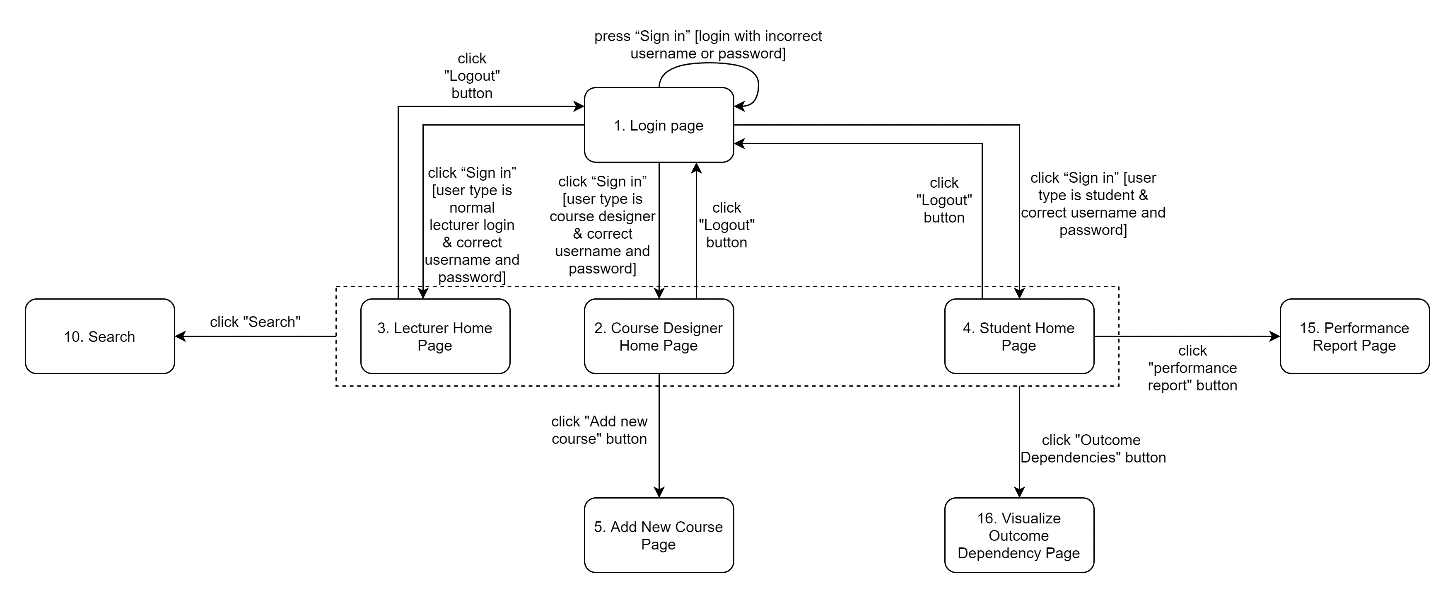 press “Sign in” [login with incorrect
username or password]
click
"Logout"
button
1. Login page
click “Sign in”
[user type is
normal
lecturer login
& correct
username and
password]
click “Sign in”
[user type is
course designer
& correct
username and
password]
click
"Logout"
button
click
"Logout"
button
click “Sign in” [user
type is student &
correct username and
password]
10. Search
click "Search"
3. Lecturer Home
Page
2. Course Designer
Home Page
4. Student Home
Page
15. Performance
Report Page
click
"performance
report" button
click "Add new
course" button
click "Outcome
Dependencies" button
5. Add New Course
Page
16. Visualize
Outcome
Dependency Page